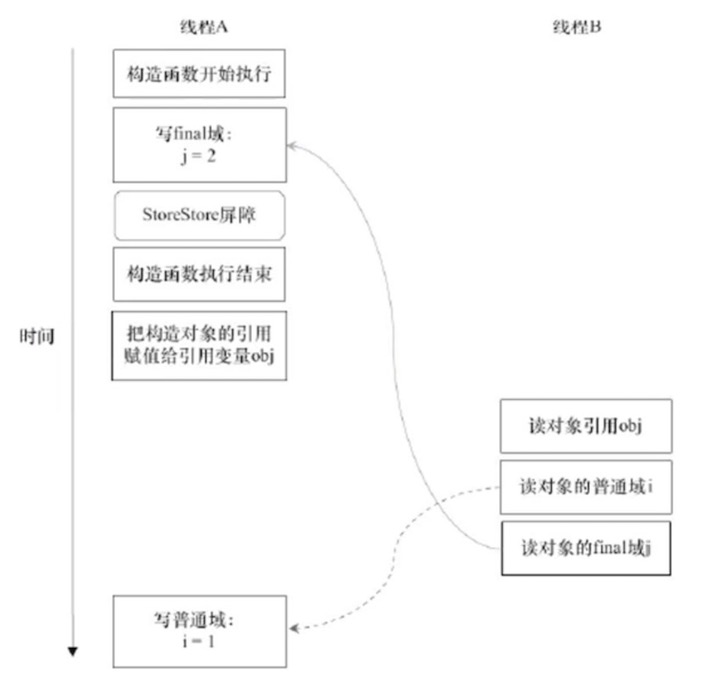 线程A
线程B
构造函数开始执行
写final域:
j = 2
StoreStore屏障
构造函数执行结束
时间
把构造对象的引用
赋值给引用变量obj
读对象引用obj
读对象的普通域i
读对象的final域j
写普通域:
i = 1